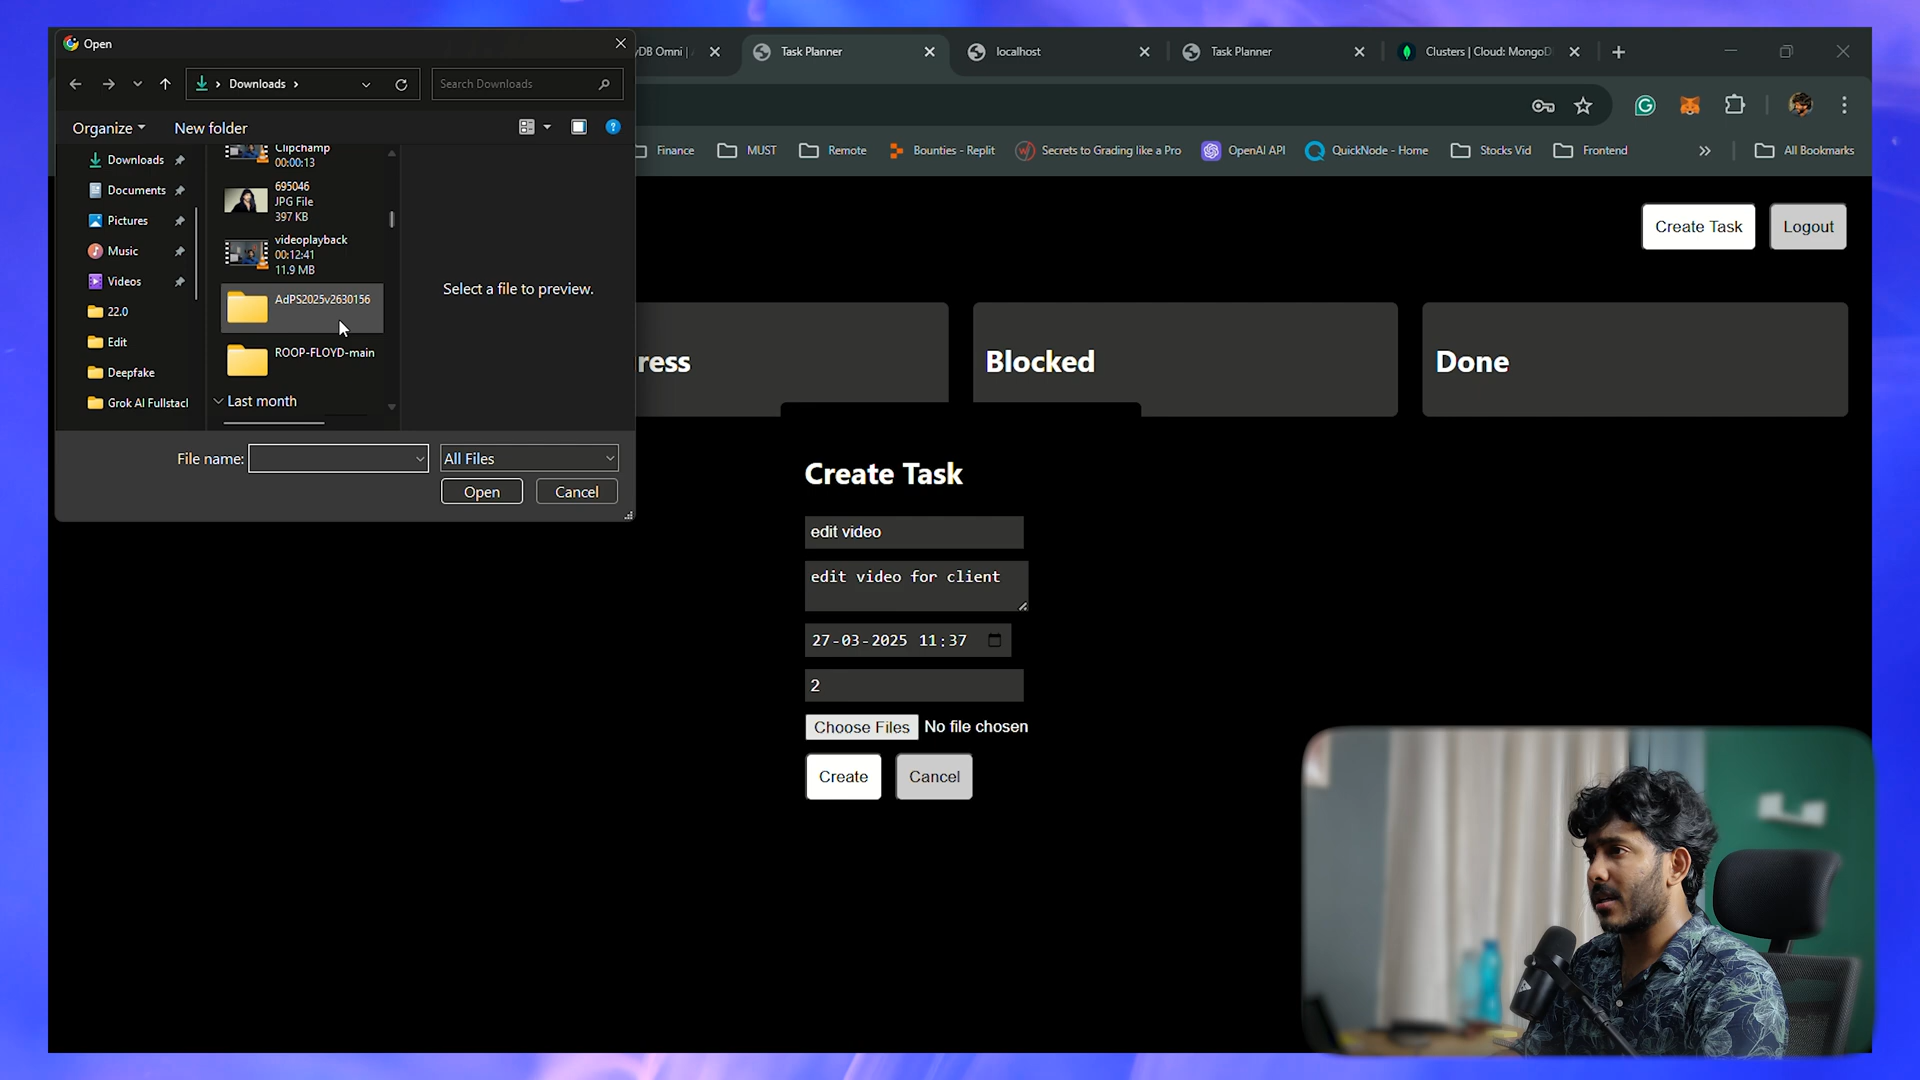 Open
yDB Omni |
Task Planner
localhost
Task Planner
Clusters | Cloud: MongoD
Downloads
Search Downloads
Organize
New folder
Finance
MUST
Remote
Bounties - Replit
Secrets to Grading like a Pro
OpenAI API
QuickNode - Home
Stocks Vid
Frontend
All Bookmarks
Downloads
Documents
Pictures
Music
Videos
22.0
Edit
Deepfake
Grok AI Fullstacl
Clipchamp
00:00:13
695046
JPG File
397 KB
videoplayback
00:12:41
11.9 MB
AdPS2025v2630156
ROOP-FLOYD-main
Last month
Select a file to preview.
File name:
All Files
Open
Cancel
Create Task
Logout
ress
Blocked
Done
Create Task
edit video
edit video for client
27-03-2025 11:37
2
Choose Files No file chosen
Create
Cancel